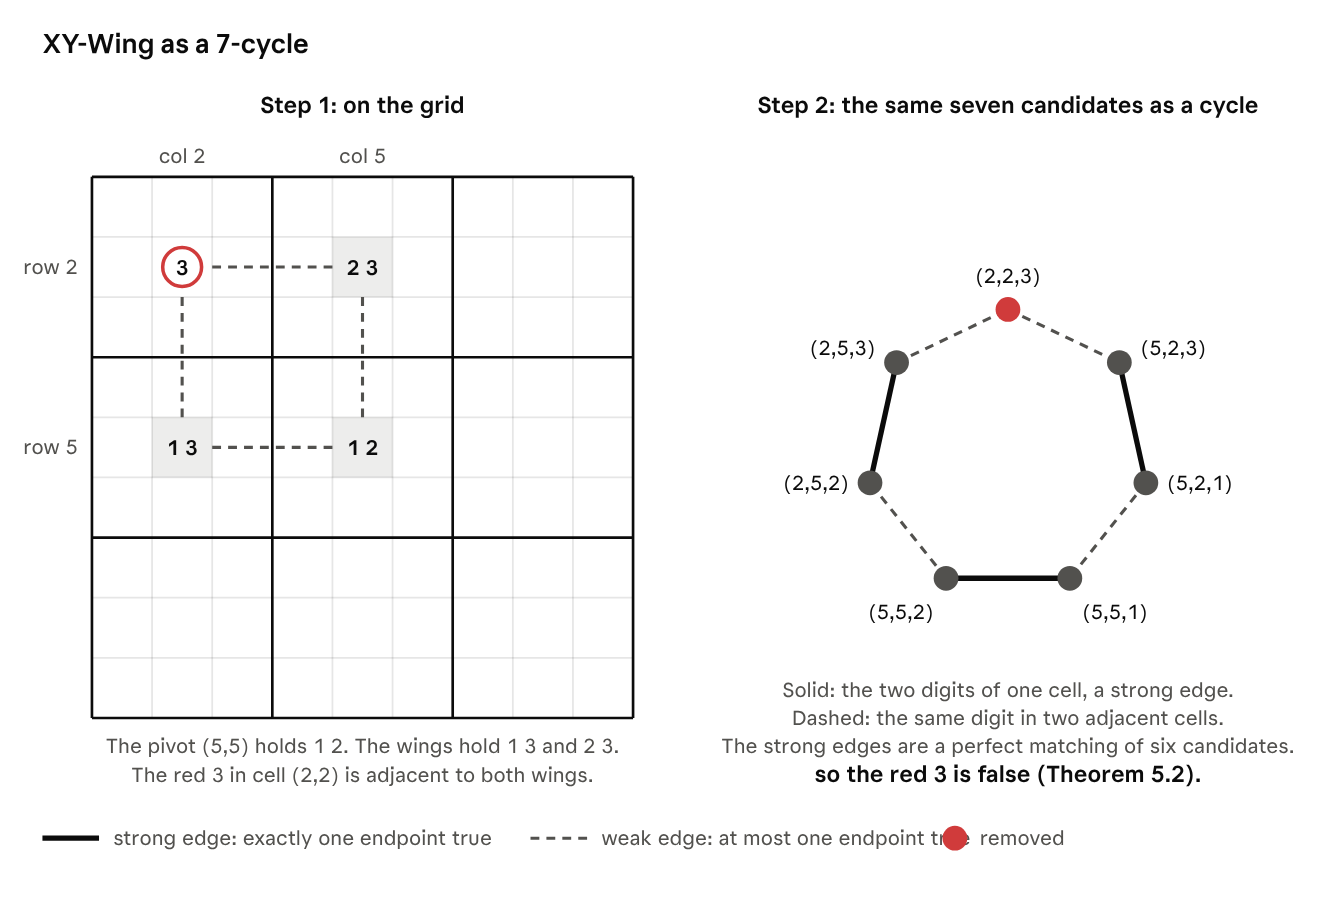 XY-Wing as a 7-cycle
Step 1: on the grid
col 2
col 5
row 2
3
2 3
row 5
1 3
1 2
The pivot (5,5) holds 1 2. The wings hold 1 3 and 2 3.
The red 3 in cell (2,2) is adjacent to both wings.
Step 2: the same seven candidates as a cycle
(2,2,3)
(2,5,3)
(5,2,3)
(2,5,2)
(5,2,1)
(5,5,2)
(5,5,1)
Solid: the two digits of one cell, a strong edge.
Dashed: the same digit in two adjacent cells.
The strong edges are a perfect matching of six candidates.
so the red 3 is false (Theorem 5.2).
strong edge: exactly one endpoint true
weak edge: at most one endpoint true
removed